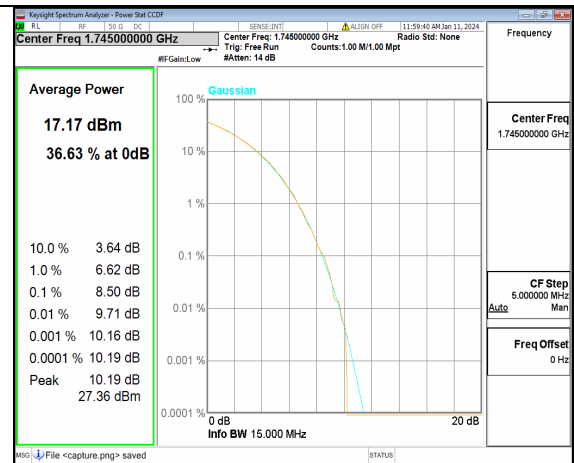 Keysight Spectrum Analyzer - Power Stat CCDF
RL RF 50 Ω DC SENSE:INT ALIGN OFF 11:59:40 AM Jan 11, 2024
Center Freq 1.745000000 GHz
Center Freq: 1.745000000 GHz Radio Std: None
Trig: Free Run Counts:1.00 M/1.00 Mpt
#IFGain:Low #Atten: 14 dB
Frequency
Average Power
17.17 dBm
36.63 % at 0dB
10.0 % 3.64 dB
1.0 % 6.62 dB
0.1 % 8.50 dB
0.01 % 9.71 dB
0.001 % 10.16 dB
0.0001 % 10.19 dB
Peak 10.19 dB
27.36 dBm
Gaussian
100 %
10 %
1 %
0.1 %
0.01 %
0.001 %
0.0001 %
0 dB 20 dB
Info BW 15.000 MHz
Center Freq
1.745000000 GHz
CF Step
5.000000 MHz
Auto Man
Freq Offset
0 Hz
MSG File <capture.png> saved STATUS